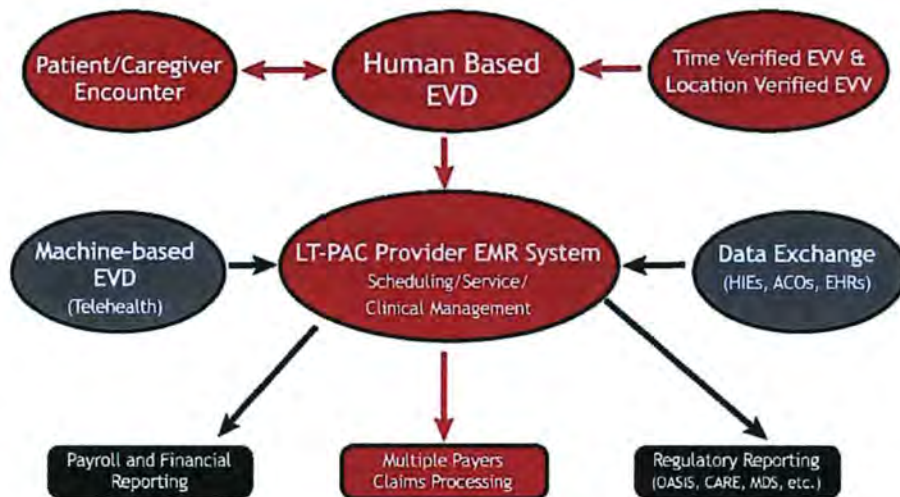 Patient/Caregiver
Encounter
Human Based
EVD
Time Verified EVV &
Location Verified EVV
Machine-based
EVD
(Telehealth)
LT-PAC Provider EMR System
Scheduling/Service/
Clinical Management
Data Exchange
(HIEs, ACOs, EHRs)
Payroll and Financial
Reporting
Multiple Payers
Claims Processing
Regulatory Reporting
(OASIS, CARE, MDS, etc.)